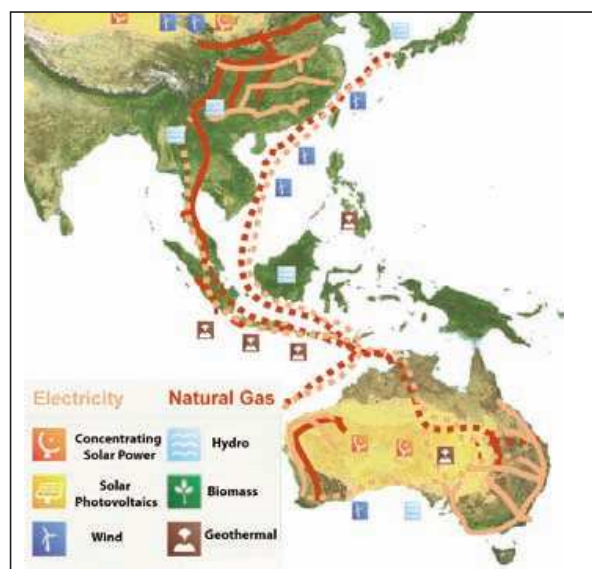 Electricity
Natural Gas
Concentrating
Solar Power
Hydro
Solar
Photovoltaics
Biomass
Wind
Geothermal